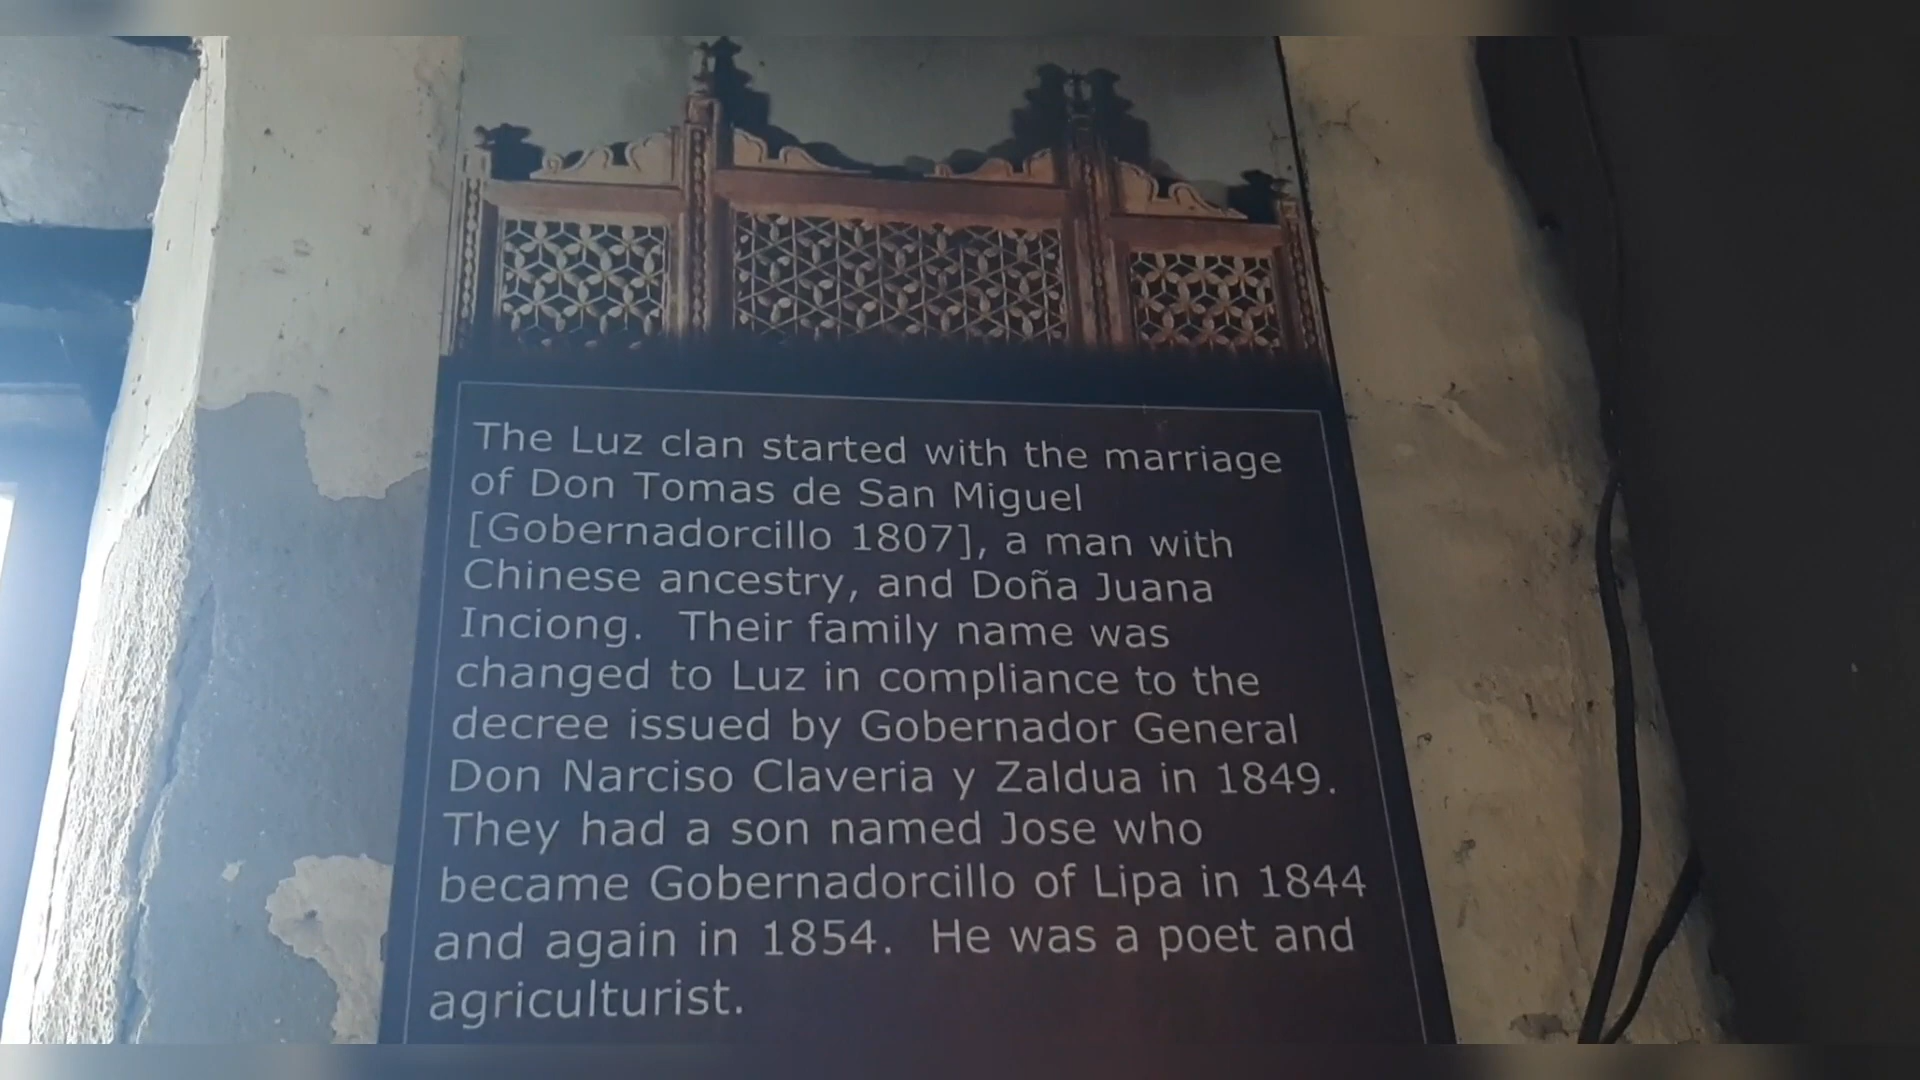 The Luz clan started with the marriage
of Don Tomas de San Miguel
[Gobernadorcillo 1807], a man with
Chinese ancestry, and Doña Juana
Inciong. Their family name was
changed to Luz in compliance to the
decree issued by Gobernador General
Don Narciso Claveria y Zaldua in 1849.
They had a son named Jose who
became Gobernadorcillo of Lipa in 1844
and again in 1854. He was a poet and
agriculturist.